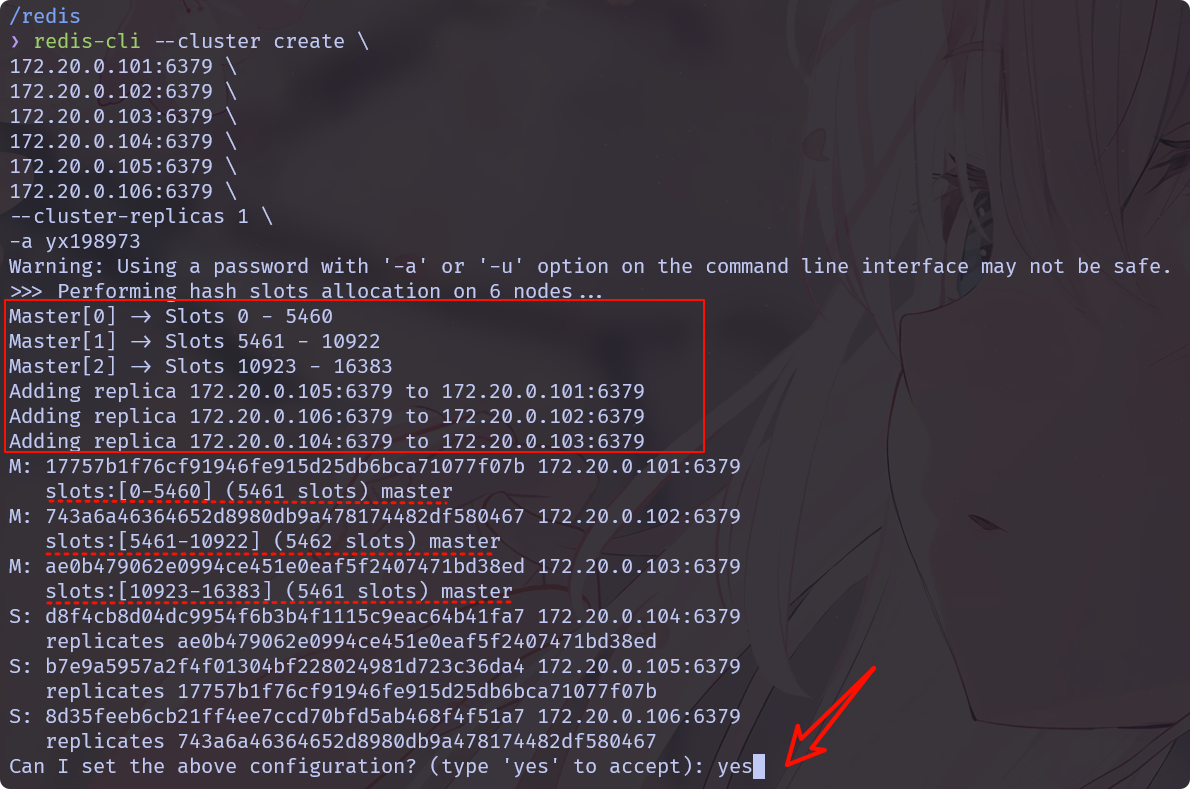 /redis
❯ redis-cli --cluster create \
172.20.0.101:6379 \
172.20.0.102:6379 \
172.20.0.103:6379 \
172.20.0.104:6379 \
172.20.0.105:6379 \
172.20.0.106:6379 \
--cluster-replicas 1 \
-a yx198973
Warning: Using a password with '-a' or '-u' option on the command line interface may not be safe.
>>> Performing hash slots allocation on 6 nodes...
Master[0] -> Slots 0 - 5460
Master[1] -> Slots 5461 - 10922
Master[2] -> Slots 10923 - 16383
Adding replica 172.20.0.105:6379 to 172.20.0.101:6379
Adding replica 172.20.0.106:6379 to 172.20.0.102:6379
Adding replica 172.20.0.104:6379 to 172.20.0.103:6379
M: 17757b1f76cf91946fe915d25db6bca71077f07b 172.20.0.101:6379
slots:[0-5460] (5461 slots) master
M: 743a6a46364652d8980db9a478174482df580467 172.20.0.102:6379
slots:[5461-10922] (5462 slots) master
M: ae0b479062e0994ce451e0eaf5f2407471bd38ed 172.20.0.103:6379
slots:[10923-16383] (5461 slots) master
S: d8f4cb8d04dc9954f6b3b4f1115c9eac64b41fa7 172.20.0.104:6379
replicates ae0b479062e0994ce451e0eaf5f2407471bd38ed
S: b7e9a5957a2f4f01304bf228024981d723c36da4 172.20.0.105:6379
replicates 17757b1f76cf91946fe915d25db6bca71077f07b
S: 8d35feeb6cb21ff4ee7ccd70bfd5ab468f4f51a7 172.20.0.106:6379
replicates 743a6a46364652d8980db9a478174482df580467
Can I set the above configuration? (type 'yes' to accept): yes